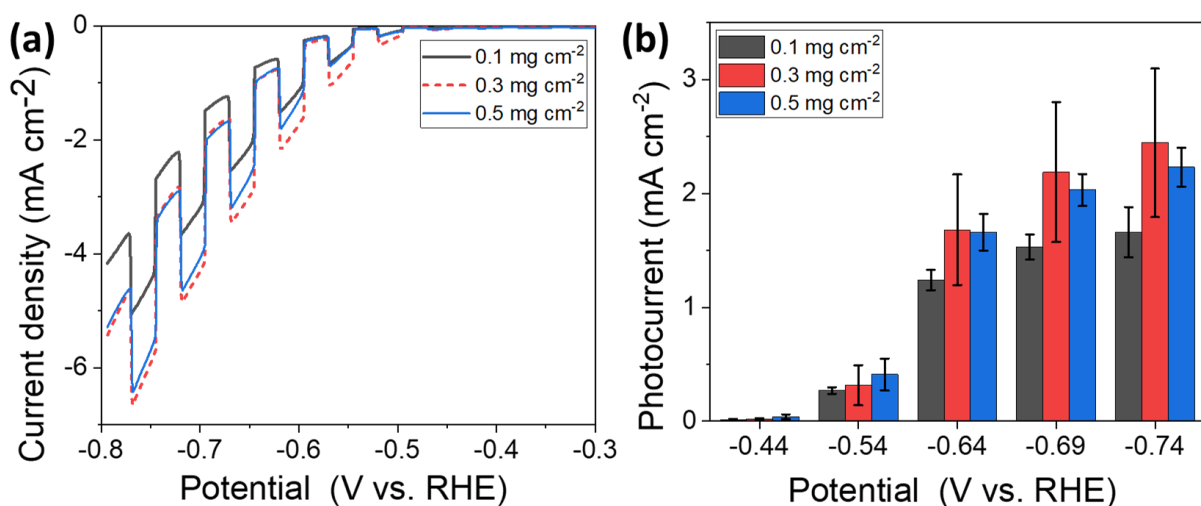 (a)
0.1 mg cm⁻²
0.3 mg cm⁻²
0.5 mg cm⁻²
Current density (mA cm⁻²)
0
-2
-4
-6
-0.8 -0.7 -0.6 -0.5 -0.4 -0.3
Potential (V vs. RHE)
(b)
0.1 mg cm⁻²
0.3 mg cm⁻²
0.5 mg cm⁻²
Photocurrent (mA cm⁻²)
3
2
1
0
-0.44 -0.54 -0.64 -0.69 -0.74
Potential (V vs. RHE)